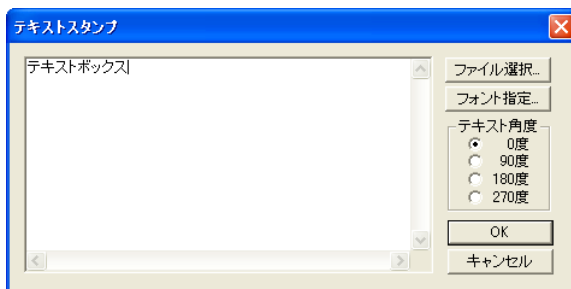 テキストスタンプ
テキストボックス
ファイル選択...
フォント指定...
テキスト角度
0度
90度
180度
270度
OK
キャンセル